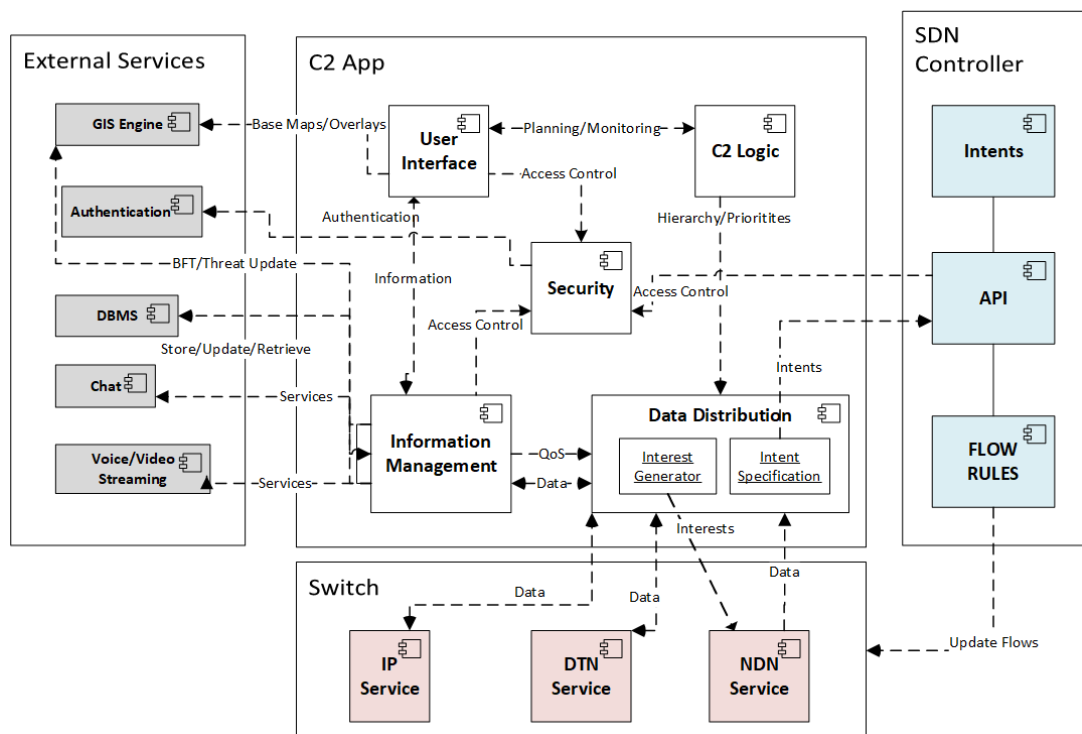 External Services
GIS Engine
Authentication
DBMS
Chat
Voice/Video
Streaming
C2 App
Base Maps/Overlays
User
Interface
Planning/Monitoring
C2 Logic
Access Control
Authentication
Hierarchy/Prioritites
BFT/Threat Update
Information
Security
Access Control
Access Control
Store/Update/Retrieve
Intents
Services
Information
Management
Data Distribution
QoS
Interest
Generator
Intent
Specification
Services
Data
Interests
SDN
Controller
Intents
API
FLOW
RULES
Update Flows
Switch
Data
Data
Data
IP
Service
DTN
Service
NDN
Service